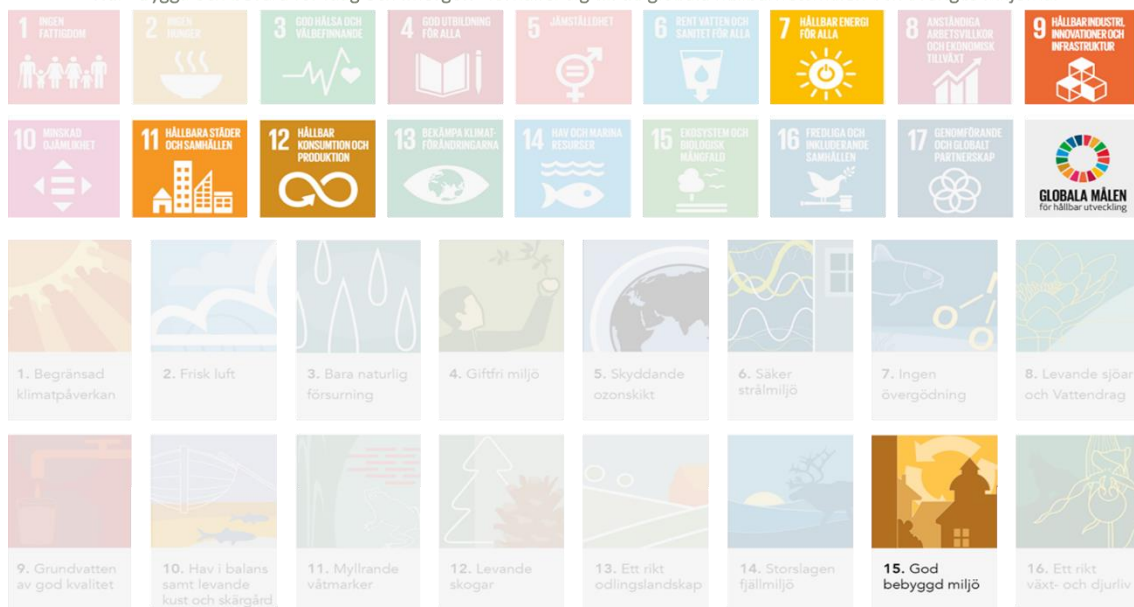 1 INGEN
FATTIGDOM
2 INGEN
HUNGER
3 GOD HÄLSA OCH
VÄLBEFINNANDE
4 GOD UTBILDNING
FÖR ALLA
5 JÄMSTÄLLDHET
6 RENT VATTEN OCH
SANITET FÖR ALLA
7 HÅLLBAR ENERGI
FÖR ALLA
8 ANSTÄNDIGA
ARBETSVILLKOR
OCH EKONOMISK
TILLVÄXT
9 HÅLLBAR INDUSTRI,
INNOVATIONER OCH
INFRASTRUKTUR
10 MINSKAD
OJÄMLIKHET
11 HÅLLBARA STÄDER
OCH SAMHÄLLEN
12 HÅLLBAR
KONSUMTION OCH
PRODUKTION
13 BEKÄMPA KLIMAT-
FÖRÄNDRINGARNA
14 HAV OCH MARINA
RESURSER
15 EKOSYSTEM OCH
BIOLOGISK
MÅNGFALD
16 FREDLIGA OCH
INKLUDERANDE
SAMHÄLLEN
17 GENOMFÖRANDE
OCH GLOBALT
PARTNERSKAP
GLOBALA MÅLEN
för hållbar utveckling
1. Begränsad
klimatpåverkan
2. Frisk luft
3. Bara naturlig
försurning
4. Giftfri miljö
5. Skyddande
ozonskikt
6. Säker
strålmiljö
7. Ingen
övergödning
8. Levande sjöar
och Vattendrag
9. Grundvatten
av god kvalitet
10. Hav i balans
samt levande
kust och skärgård
11. Myllrande
våtmarker
12. Levande
skogar
13. Ett rikt
odlingslandskap
14. Storslagen
fjällmiljö
15. God
bebyggd miljö
16. Ett rikt
växt- och djurliv